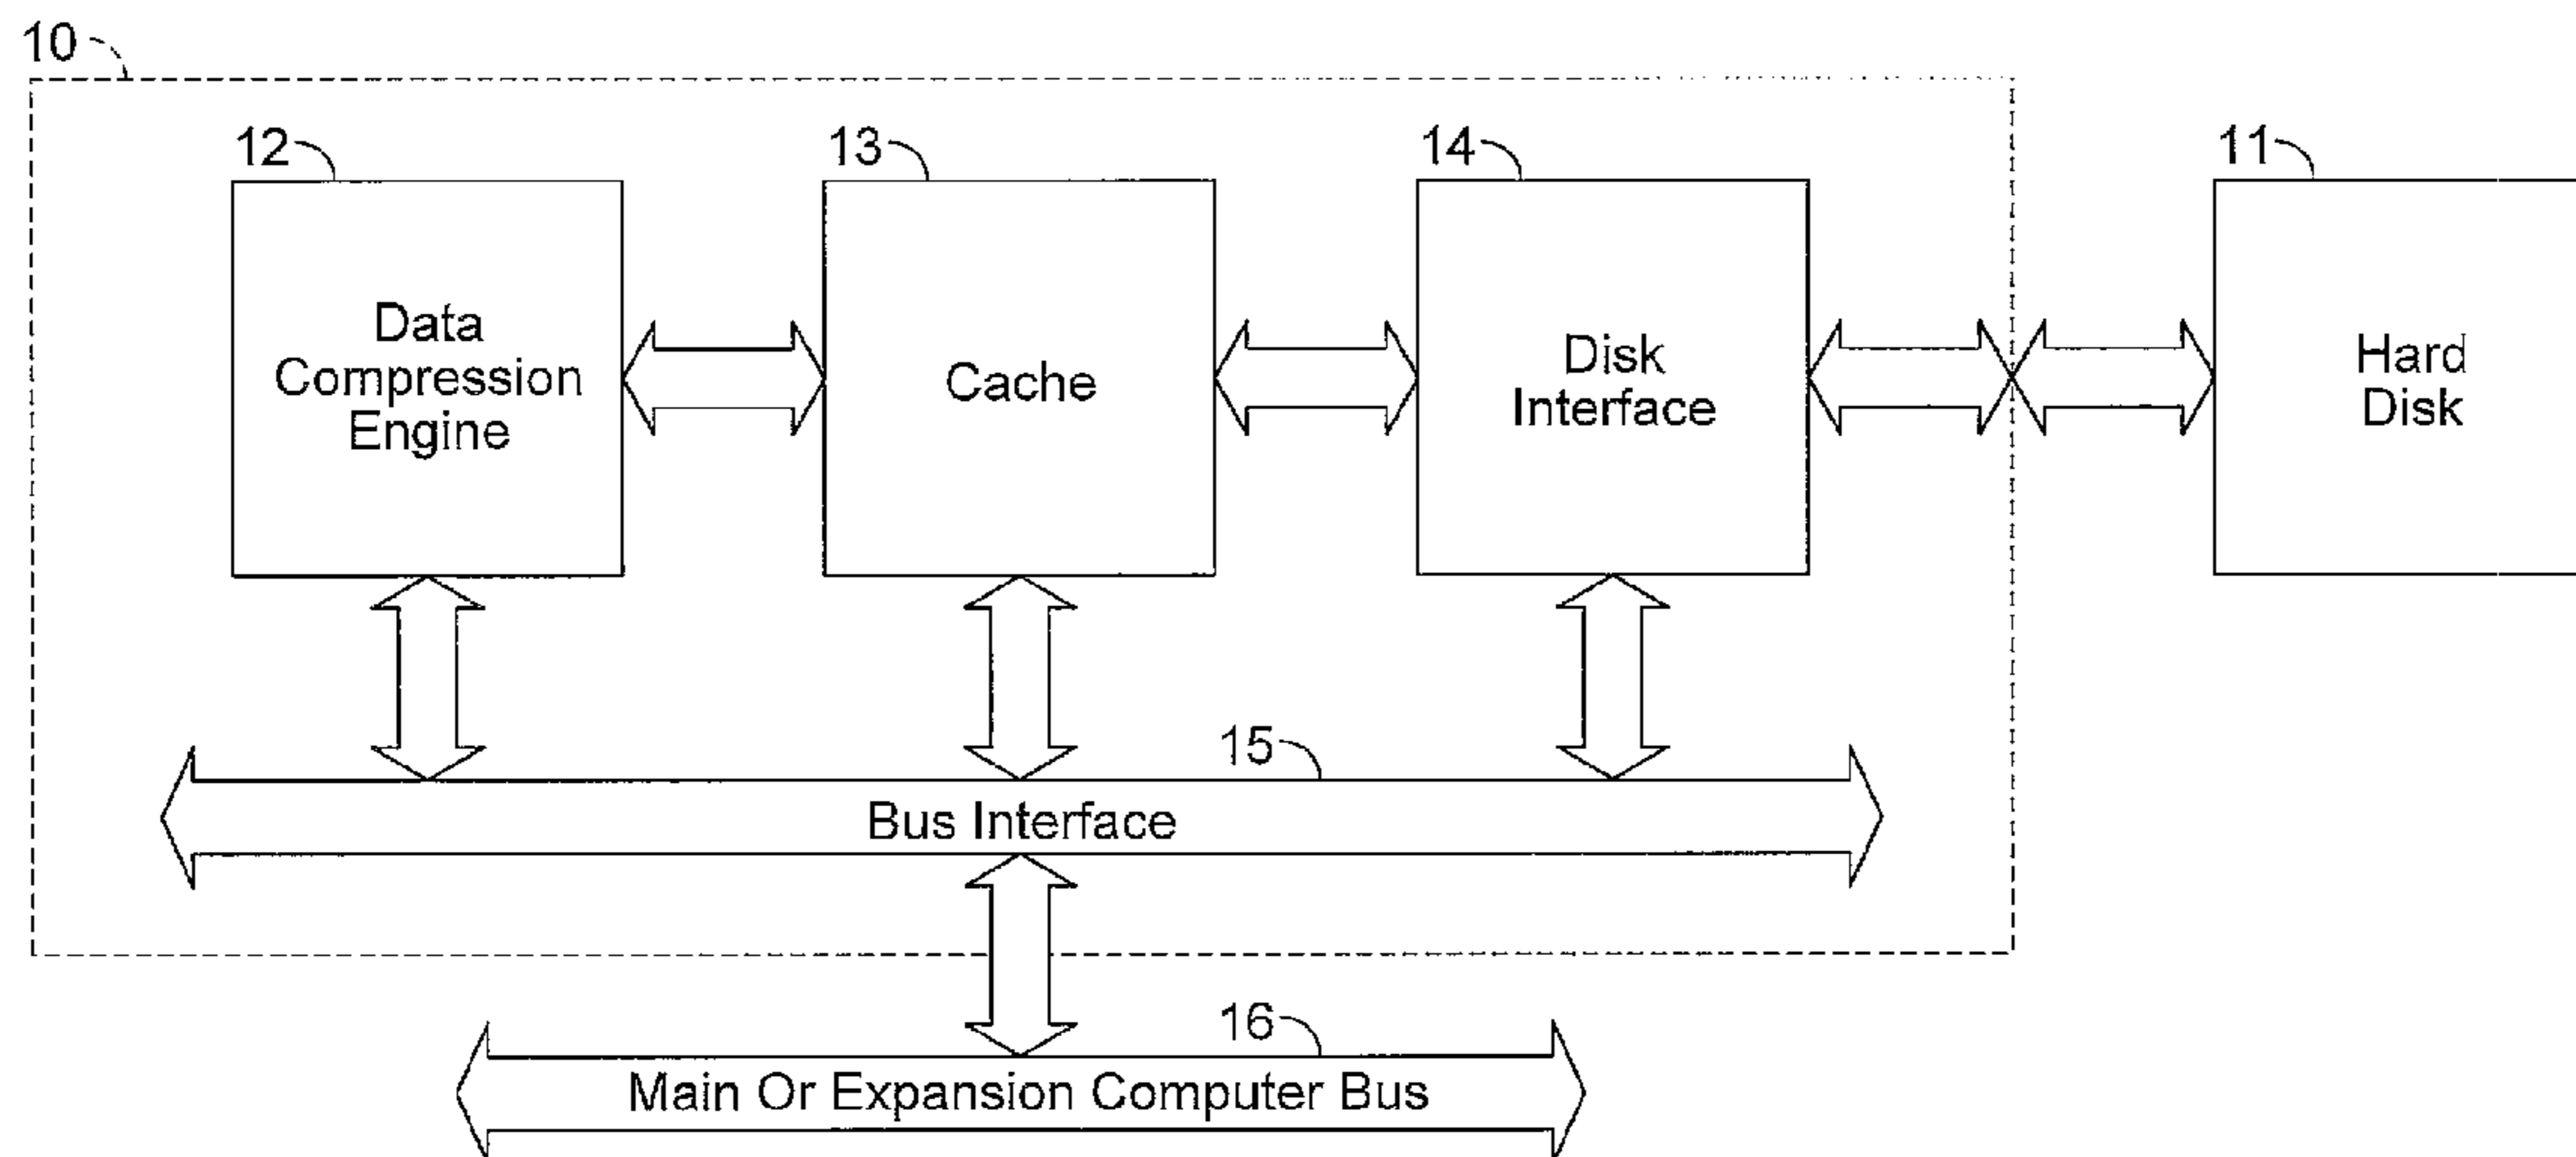 10
12
13
14
11
Data
Compression
Engine
Cache
Disk
Interface
Hard
Disk
15
Bus Interface
16
Main Or Expansion Computer Bus